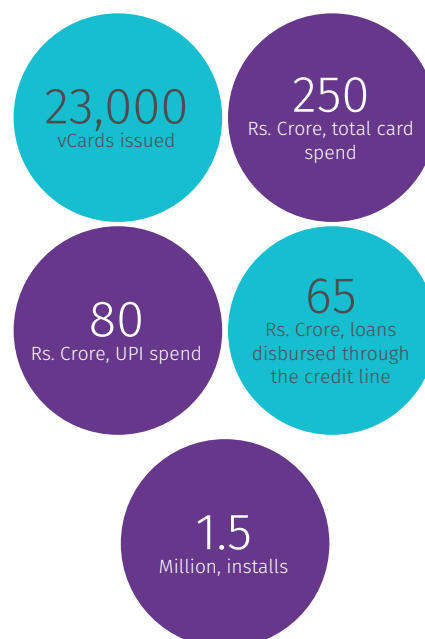 23,000
vCards issued
250
Rs. Crore, total card
spend
80
Rs. Crore, UPI spend
65
Rs. Crore, loans
disbursed through
the credit line
1.5
Million, installs